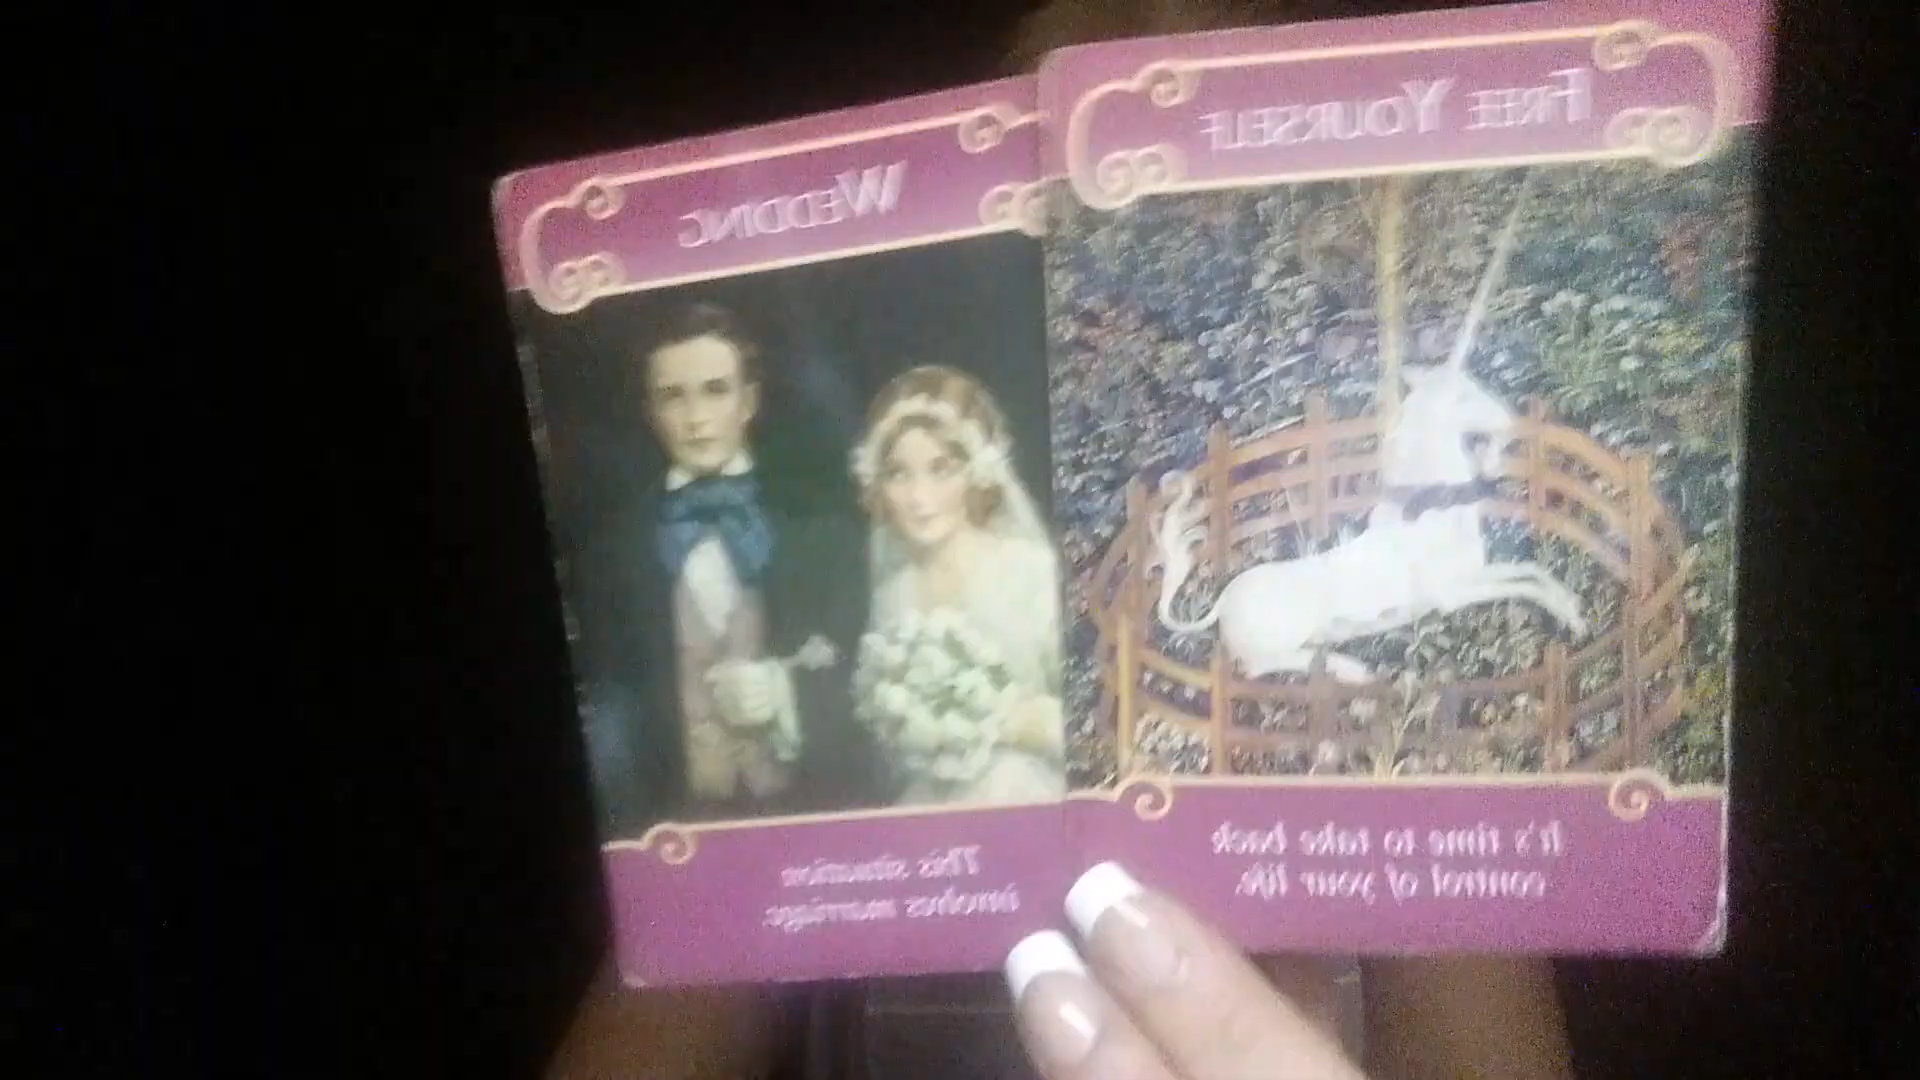 WEDDING
This situation
involves marriage.
FREE YOURSELF
It's time to take back
control of your life.